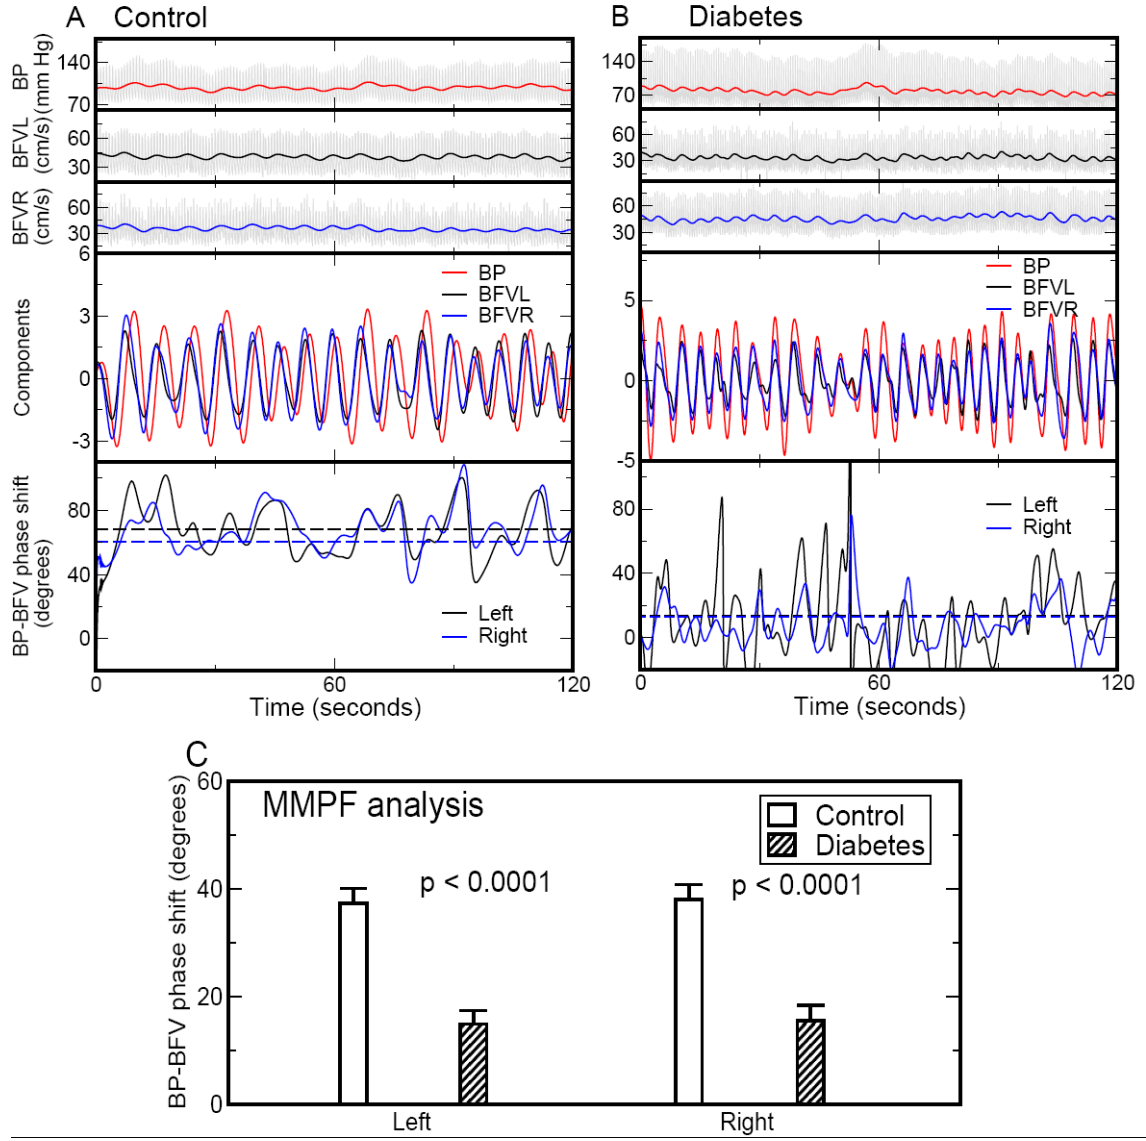 A Control
BP
(mm Hg)
140
70
BFVL
(cm/s)
60
30
BFVR
(cm/s)
60
30
Components
6
3
0
-3
BP
BFVL
BFVR
BP-BFV phase shift
(degrees)
80
40
0
Left
Right
0 60 120
Time (seconds)
B Diabetes
140
70
60
30
60
30
5
0
-5
BP
BFVL
BFVR
80
40
0
Left
Right
0 60 120
Time (seconds)
C
BP-BFV phase shift (degrees)
60
40
20
0
MMPF analysis
Control
Diabetes
p < 0.0001
p < 0.0001
Left Right